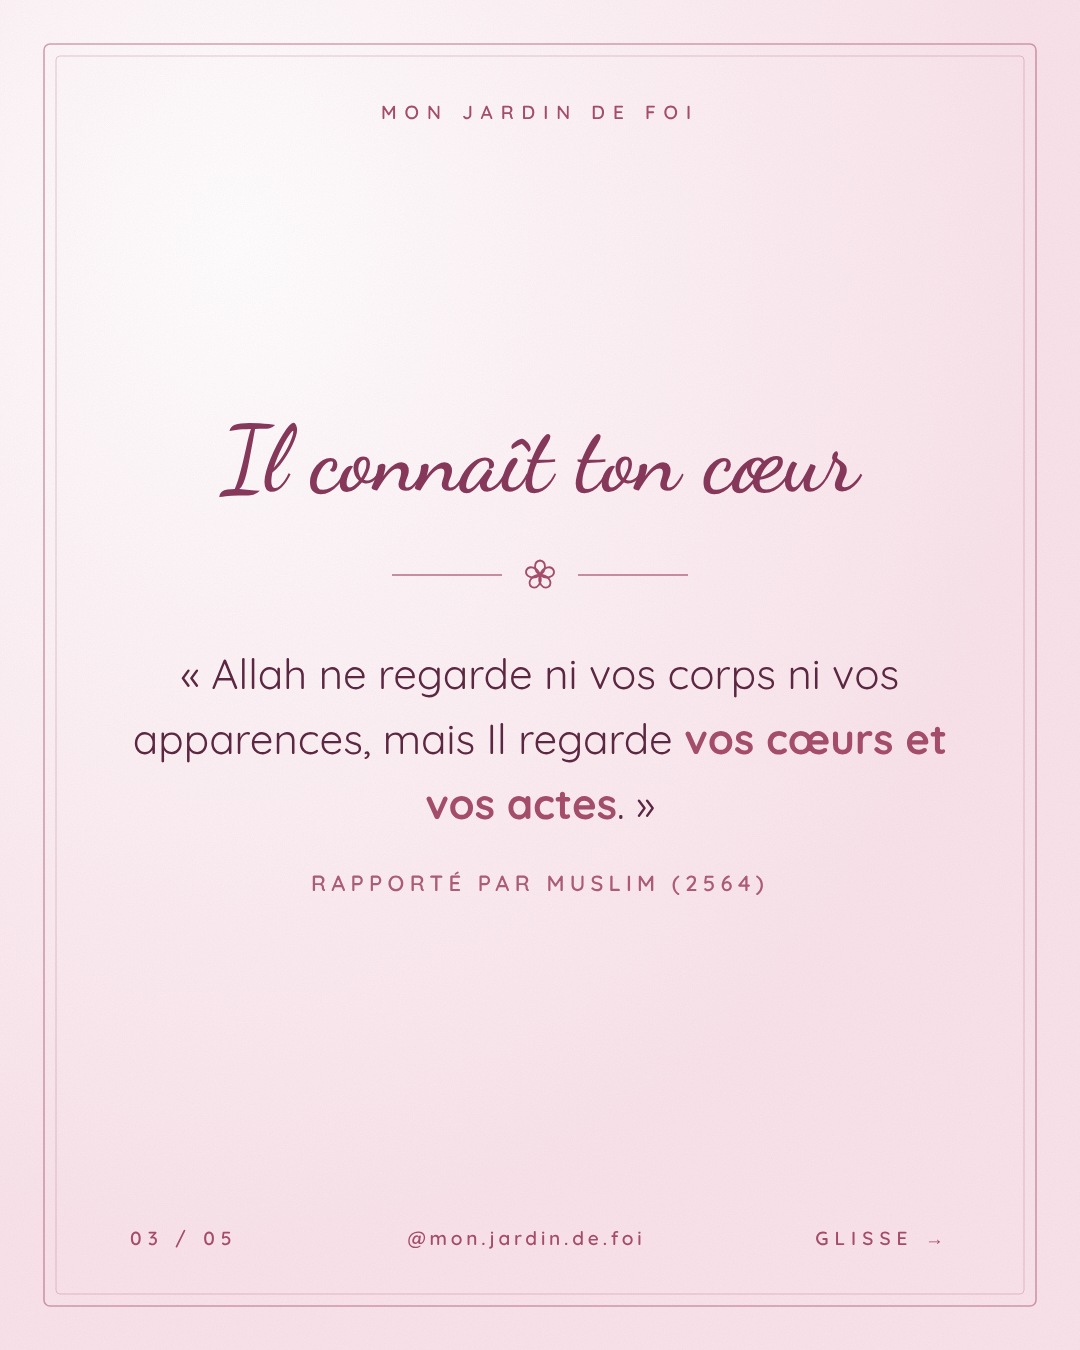 MON JARDIN DE FOI
Il connaît ton cœur
« Allah ne regarde ni vos corps ni vos
apparences, mais Il regarde vos cœurs et
vos actes. »
RAPPORTÉ PAR MUSLIM (2564)
03 / 05
@mon.jardin.de.foi
GLISSE →